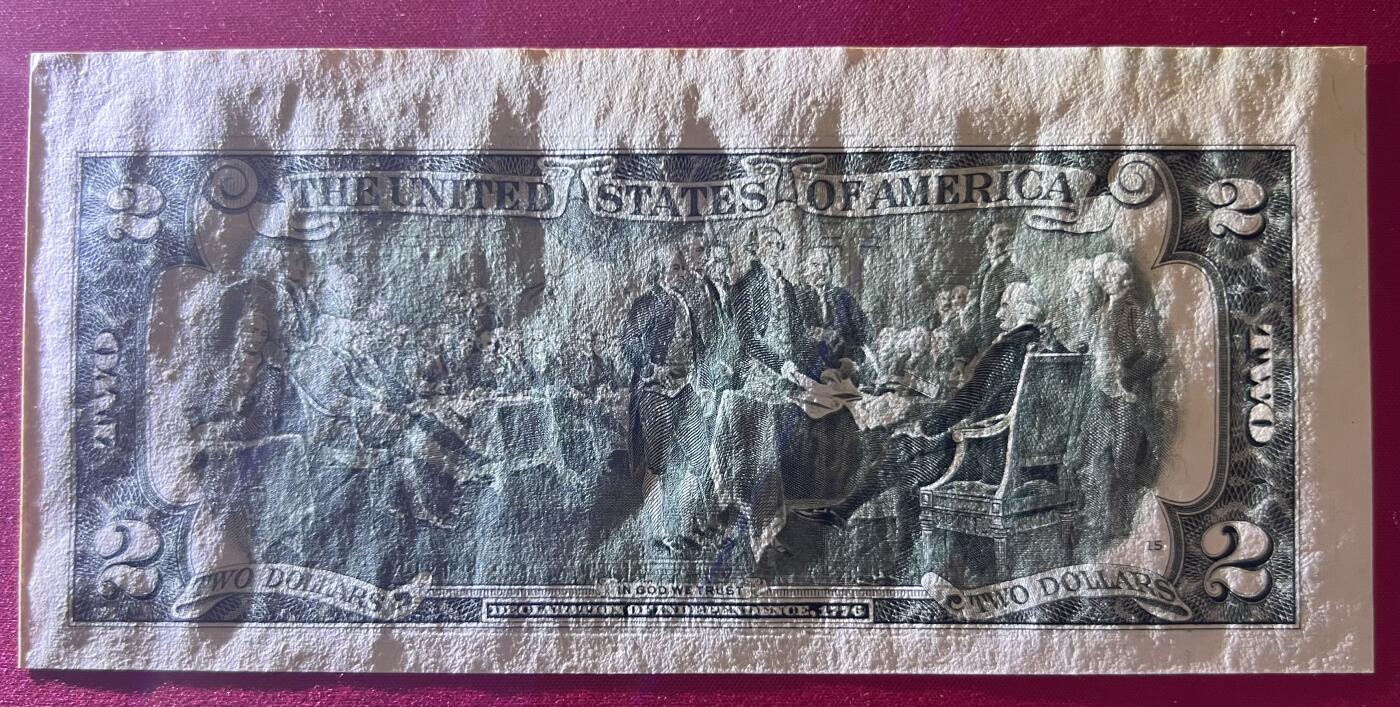 THE UNITED STATES OF AMERICA
2 2
TWO TWO
15
2 2
TWO DOLLARS TWO DOLLARS
IN GOD WE TRUST
DECLARATION OF INDEPENDENCE, 1776